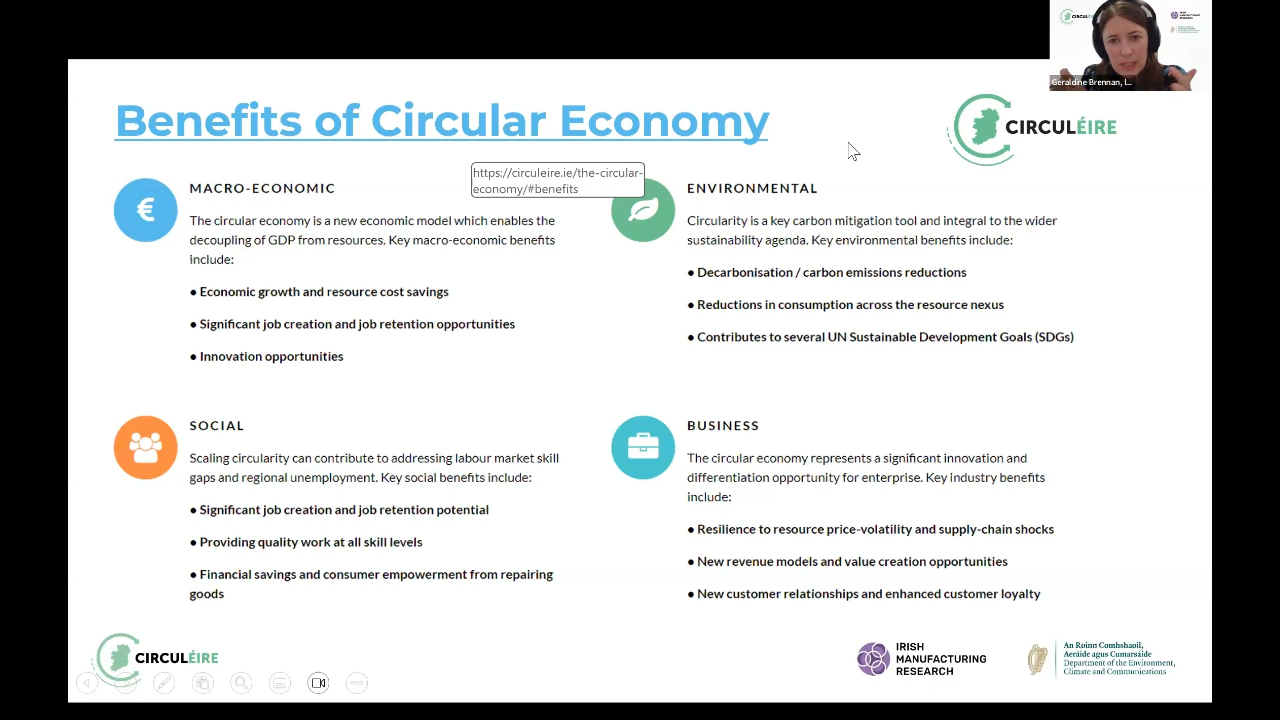 Geraldine Brennan, I...
Benefits of Circular Economy
CIRCULÉIRE
https://circuleire.ie/the-circular-
economy/#benefits
€
MACRO-ECONOMIC
The circular economy is a new economic model which enables the
decoupling of GDP from resources. Key macro-economic benefits
include:
● Economic growth and resource cost savings
● Significant job creation and job retention opportunities
● Innovation opportunities
ENVIRONMENTAL
Circularity is a key carbon mitigation tool and integral to the wider
sustainability agenda. Key environmental benefits include:
● Decarbonisation / carbon emissions reductions
● Reductions in consumption across the resource nexus
● Contributes to several UN Sustainable Development Goals (SDGs)
SOCIAL
Scaling circularity can contribute to addressing labour market skill
gaps and regional unemployment. Key social benefits include:
● Significant job creation and job retention potential
● Providing quality work at all skill levels
● Financial savings and consumer empowerment from repairing
goods
BUSINESS
The circular economy represents a significant innovation and
differentiation opportunity for enterprise. Key industry benefits
include:
● Resilience to resource price-volatility and supply-chain shocks
● New revenue models and value creation opportunities
● New customer relationships and enhanced customer loyalty
CIRCULÉIRE
IRISH
MANUFACTURING
RESEARCH
An Roinn Comhshaoil,
Aeráide agus Cumarsáide
Department of the Environment,
Climate and Communications